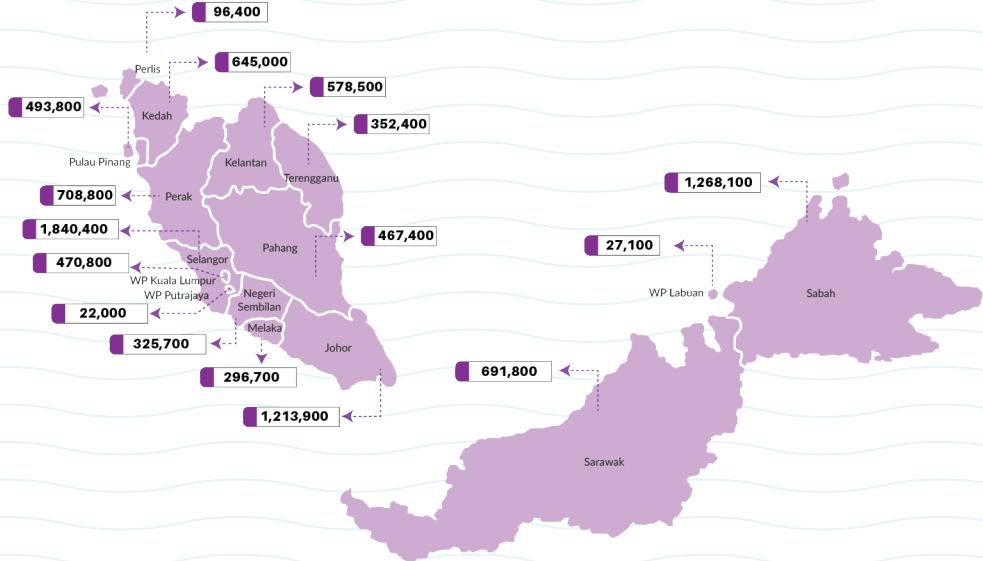 96,400
Perlis
645,000
578,500
493,800
Kedah
352,400
Pulau Pinang
Kelantan
Terengganu
708,800
Perak
1,268,100
1,840,400
467,400
Pahang
27,100
470,800
Selangor
WP Kuala Lumpur
WP Putrajaya
Negeri
Sembilan
WP Labuan
Sabah
22,000
Melaka
325,700
Johor
296,700
691,800
1,213,900
Sarawak